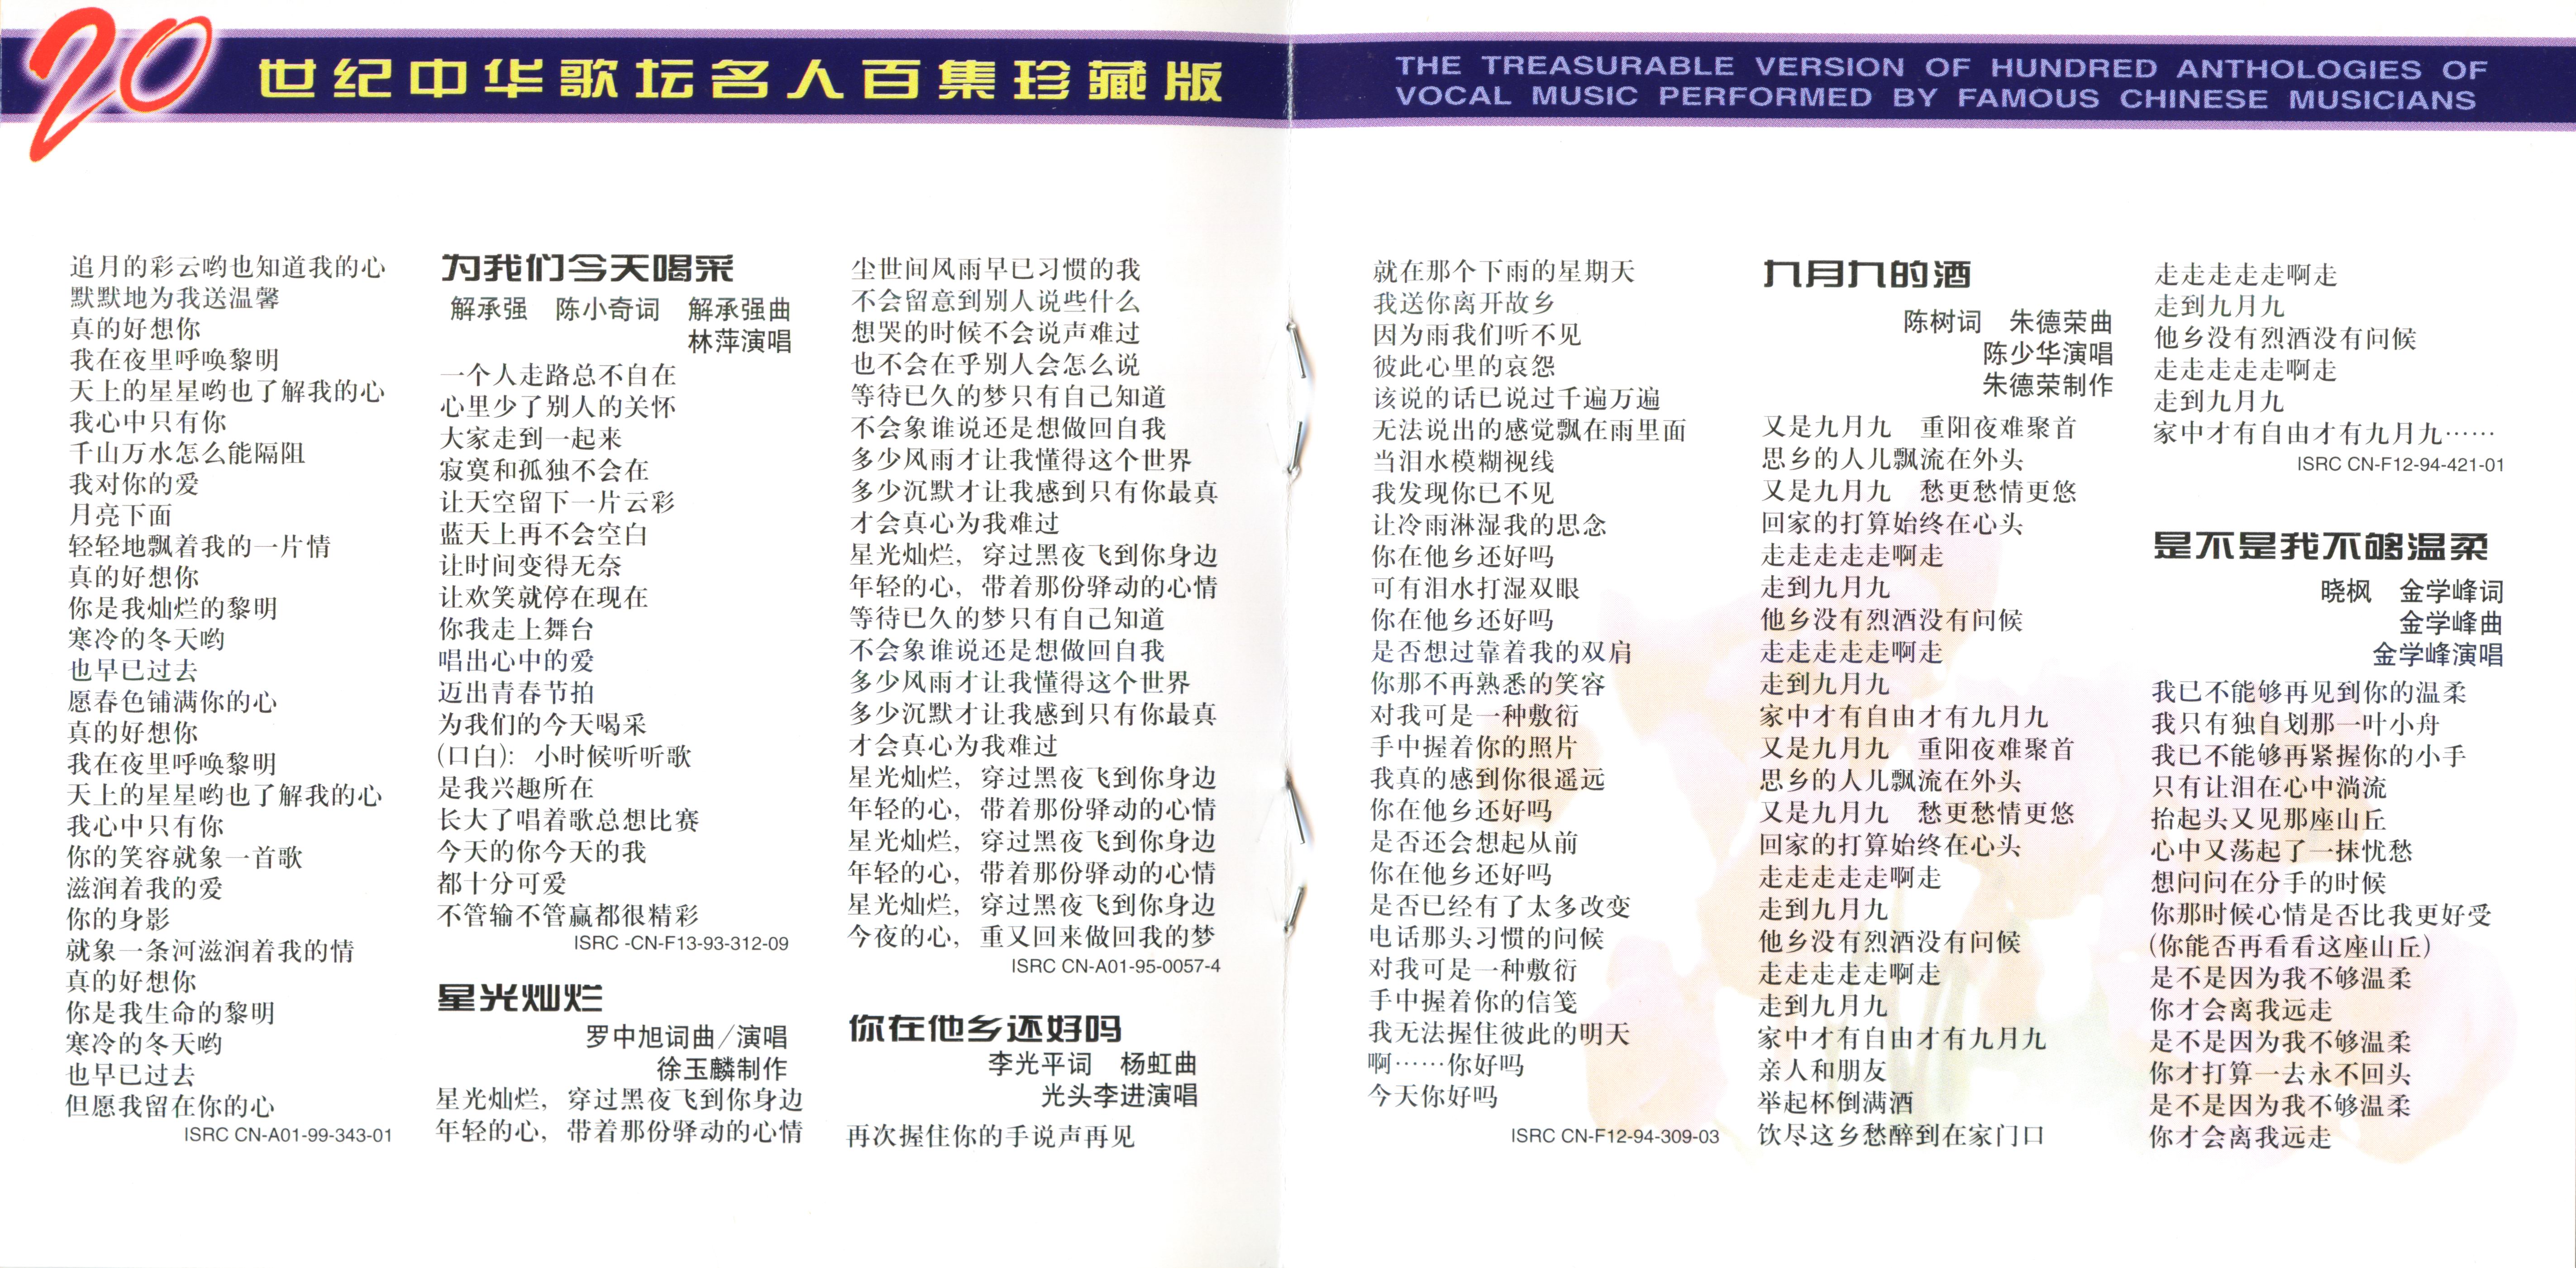 20世纪中华歌坛名人百集珍藏版
THE TREASURABLE VERSION OF HUNDRED ANTHOLOGIES OF
VOCAL MUSIC PERFORMED BY FAMOUS CHINESE MUSICIANS
追月的彩云哟也知道我的心
默默地为我送温馨
真的好想你
我在夜里呼唤黎明
天上的星星哟也了解我的心
我心中只有你
千山万水怎么能隔阻
我对你的爱
月亮下面
轻轻地飘着我的一片情
真的好想你
你是我灿烂的黎明
寒冷的冬天哟
也早已过去
愿春色铺满你的心
真的好想你
我在夜里呼唤黎明
天上的星星哟也了解我的心
我心中只有你
你的笑容就象一首歌
滋润着我的爱
你的身影
就象一条河滋润着我的情
真的好想你
你是我生命的黎明
寒冷的冬天哟
也早已过去
但愿我留在你的心
ISRC CN-A01-99-343-01
为我们今天喝采
解承强 陈小奇词 解承强曲
林萍演唱
一个人走路总不自在
心里少了别人的关怀
大家走到一起来
寂寞和孤独不会在
让天空留下一片云彩
蓝天上再不会空白
让时间变得无奈
让欢笑就停在现在
你我走上舞台
唱出心中的爱
迈出青春节拍
为我们的今天喝采
(口白)：小时候听听歌
是我兴趣所在
长大了唱着歌总想比赛
今天的你今天的我
都十分可爱
不管输不管赢都很精彩
ISRC -CN-F13-93-312-09
星光灿烂
罗中旭词曲／演唱
徐玉麟制作
星光灿烂，穿过黑夜飞到你身边
年轻的心，带着那份驿动的心情
尘世间风雨早已习惯的我
不会留意到别人说些什么
想哭的时候不会说声难过
也不会在乎别人会怎么说
等待已久的梦只有自己知道
不会象谁说还是想做回自我
多少风雨才让我懂得这个世界
多少沉默才让我感到只有你最真
才会真心为我难过
星光灿烂，穿过黑夜飞到你身边
年轻的心，带着那份驿动的心情
等待已久的梦只有自己知道
不会象谁说还是想做回自我
多少风雨才让我懂得这个世界
多少沉默才让我感到只有你最真
才会真心为我难过
星光灿烂，穿过黑夜飞到你身边
年轻的心，带着那份驿动的心情
星光灿烂，穿过黑夜飞到你身边
年轻的心，带着那份驿动的心情
星光灿烂，穿过黑夜飞到你身边
今夜的心，重又回来做回我的梦
ISRC CN-A01-95-0057-4
你在他乡还好吗
李光平词 杨虹曲
光头李进演唱
再次握住你的手说声再见
就在那个下雨的星期天
我送你离开故乡
因为雨我们听不见
彼此心里的哀怨
该说的话已说过千遍万遍
无法说出的感觉飘在雨里面
当泪水模糊视线
我发现你已不见
让冷雨淋湿我的思念
你在他乡还好吗
可有泪水打湿双眼
你在他乡还好吗
是否想过靠着我的双肩
你那不再熟悉的笑容
对我可是一种敷衍
手中握着你的照片
我真的感到你很遥远
你在他乡还好吗
是否还会想起从前
你在他乡还好吗
是否已经有了太多改变
电话那头习惯的问候
对我可是一种敷衍
手中握着你的信笺
我无法握住彼此的明天
啊……你好吗
今天你好吗
ISRC CN-F12-94-309-03
九月九的酒
陈树词 朱德荣曲
陈少华演唱
朱德荣制作
又是九月九 重阳夜难聚首
思乡的人儿飘流在外头
又是九月九 愁更愁情更悠
回家的打算始终在心头
走走走走走啊走
走到九月九
他乡没有烈酒没有问候
走走走走走啊走
走到九月九
家中才有自由才有九月九
又是九月九 重阳夜难聚首
思乡的人儿飘流在外头
又是九月九 愁更愁情更悠
回家的打算始终在心头
走走走走走啊走
走到九月九
他乡没有烈酒没有问候
走走走走走啊走
走到九月九
家中才有自由才有九月九
亲人和朋友
举起杯倒满酒
饮尽这乡愁醉到在家门口
走走走走走啊走
走到九月九
他乡没有烈酒没有问候
走走走走走啊走
走到九月九
家中才有自由才有九月九……
ISRC CN-F12-94-421-01
是不是我不够温柔
晓枫 金学峰词
金学峰曲
金学峰演唱
我已不能够再见到你的温柔
我只有独自划那一叶小舟
我已不能够再紧握你的小手
只有让泪在心中淌流
抬起头又见那座山丘
心中又荡起了一抹忧愁
想问问在分手的时候
你那时候心情是否比我更好受
(你能否再看看这座山丘)
是不是因为我不够温柔
你才会离我远走
是不是因为我不够温柔
你才打算一去永不回头
是不是因为我不够温柔
你才会离我远走